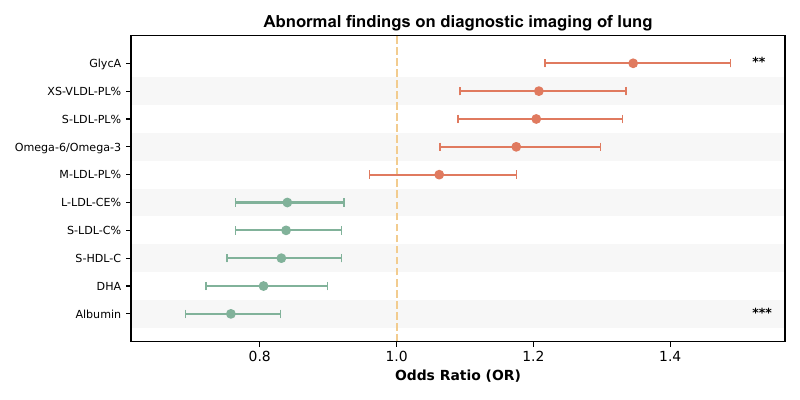 Abnormal findings on diagnostic imaging of lung
GlycA
**
XS-VLDL-PL%
S-LDL-PL%
Omega-6/Omega-3
M-LDL-PL%
L-LDL-CE%
S-LDL-C%
S-HDL-C
DHA
Albumin
***
0.8
1.0
1.2
1.4
Odds Ratio (OR)